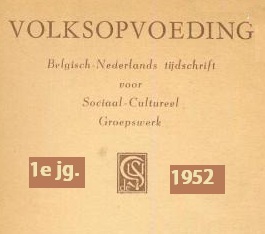 VOLKSOPVOEDING
Belgisch-Nederlands tijdschrift
voor
Sociaal-Cultureel
Groepswerk
1e jg.
1952